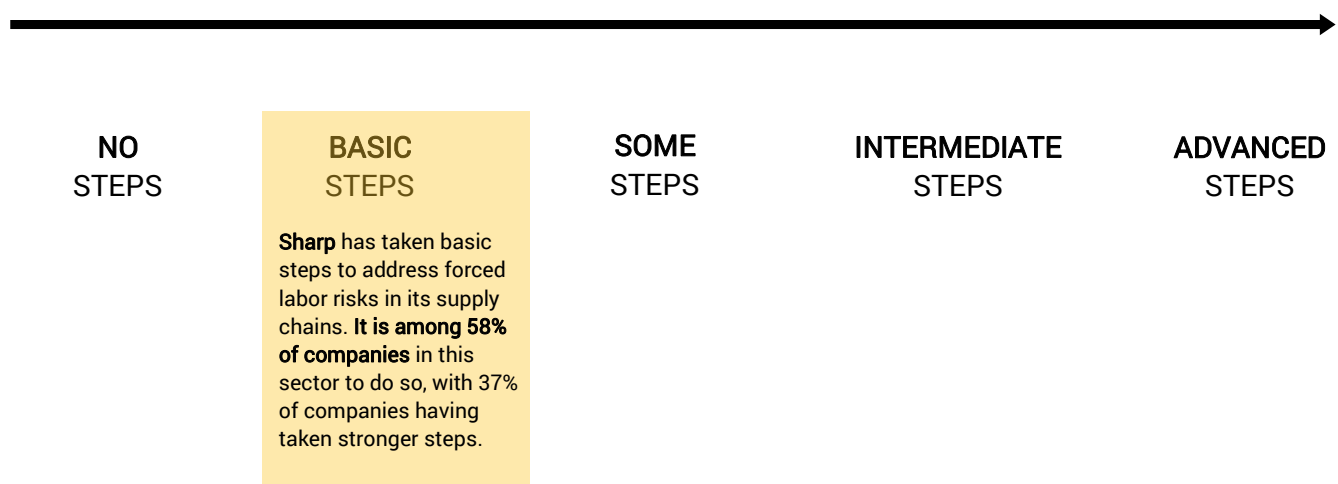 NO
STEPS
BASIC
STEPS
Sharp has taken basic
steps to address forced
labor risks in its supply
chains. It is among 58%
of companies in this
sector to do so, with 37%
of companies having
taken stronger steps.
SOME
STEPS
INTERMEDIATE
STEPS
ADVANCED
STEPS